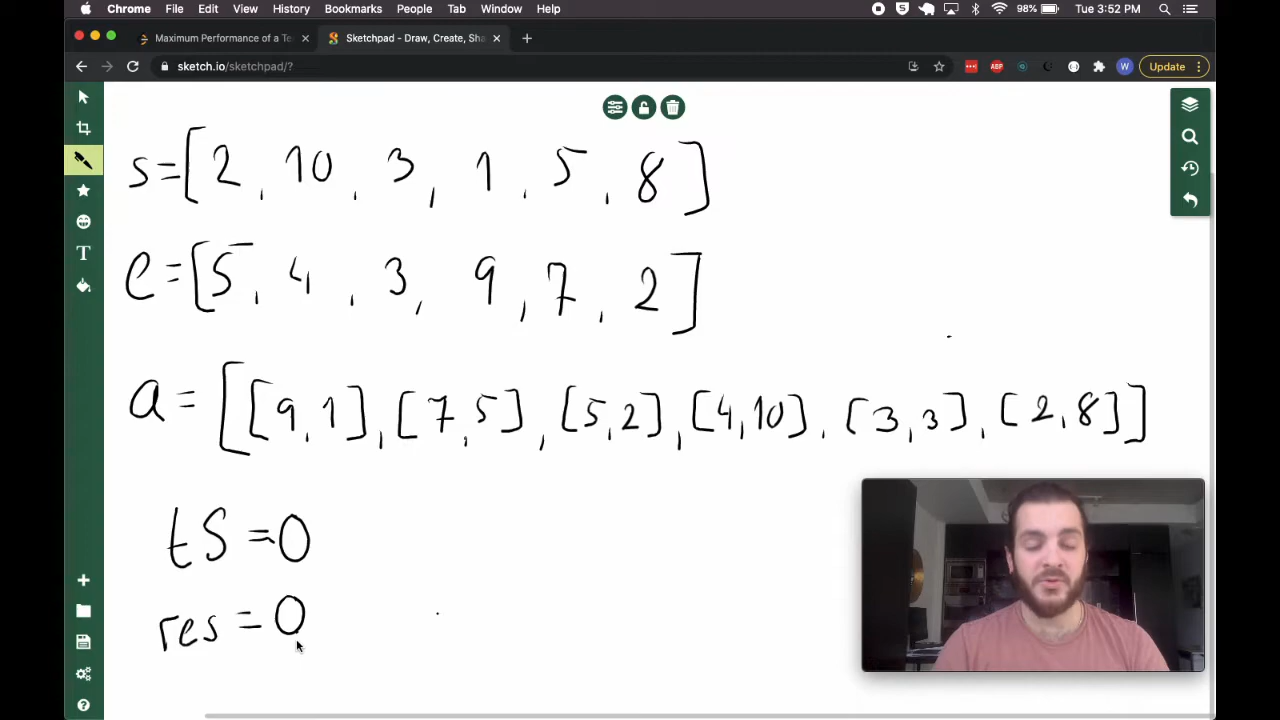 Chrome File Edit View History Bookmarks People Tab Window Help 98% Tue 3:52 PM
Maximum Performance of a Te Sketchpad - Draw, Create, Sha
sketch.io/sketchpad/? ABP W Update
s=[2, 10, 3, 1, 5, 8]
e=[5, 4, 3, 9, 7, 2]
a=[[9,1],[7,5],[5,2],[4,10],[3,3],[2,8]]
tS=0
res=0